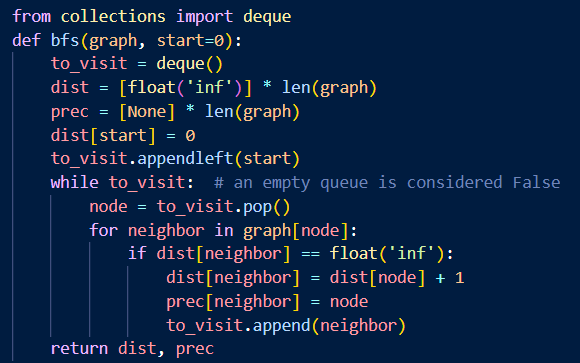 from collections import deque
def bfs(graph, start=0):
    to_visit = deque()
    dist = [float('inf')] * len(graph)
    prec = [None] * len(graph)
    dist[start] = 0
    to_visit.appendleft(start)
    while to_visit:  # an empty queue is considered False
        node = to_visit.pop()
        for neighbor in graph[node]:
            if dist[neighbor] == float('inf'):
                dist[neighbor] = dist[node] + 1
                prec[neighbor] = node
                to_visit.append(neighbor)
    return dist, prec